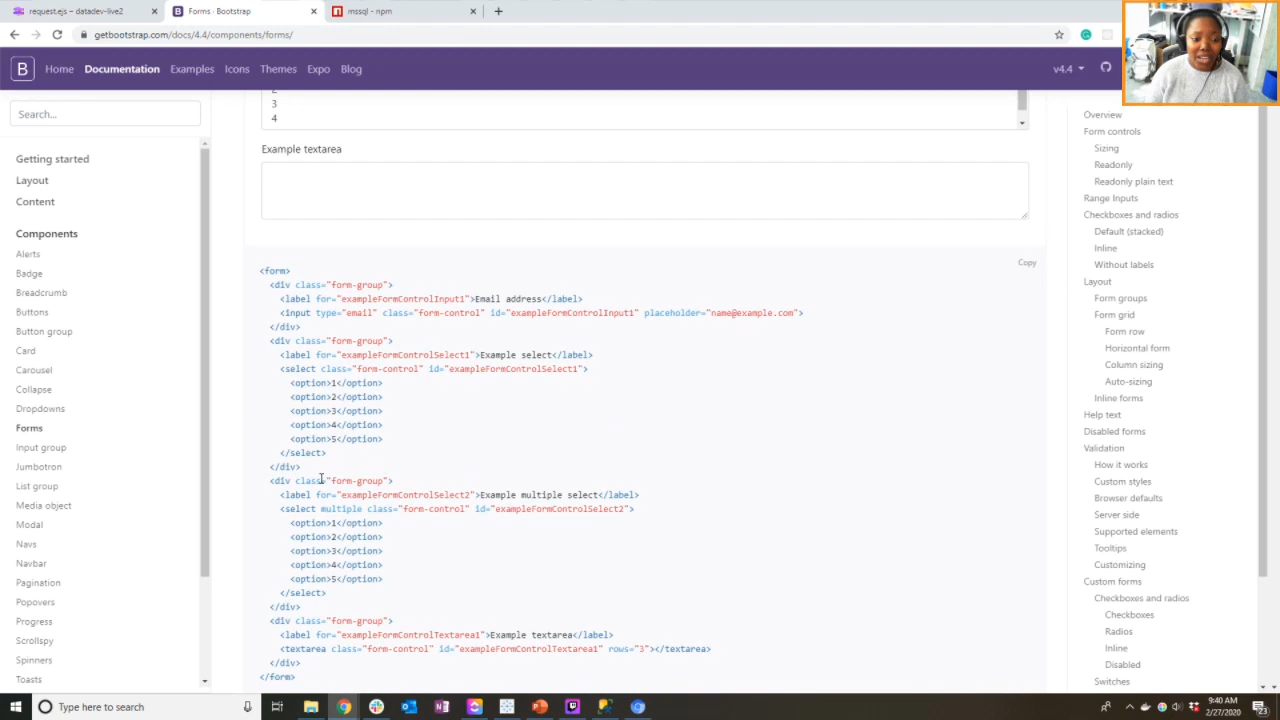 request.ejs – datadev-live2
Forms · Bootstrap
mssql - npm
getbootstrap.com/docs/4.4/components/forms/
B
Home
Documentation
Examples
Icons
Themes
Expo
Blog
v4.4
Search...
Getting started
Layout
Content
Components
Alerts
Badge
Breadcrumb
Buttons
Button group
Card
Carousel
Collapse
Dropdowns
Forms
Input group
Jumbotron
List group
Media object
Modal
Navs
Navbar
Pagination
Popovers
Progress
Scrollspy
Spinners
Toasts
3
4
Example textarea
Copy
<form>
<div class="form-group">
<label for="exampleFormControlInput1">Email address</label>
<input type="email" class="form-control" id="exampleFormControlInput1" placeholder="name@example.com">
</div>
<div class="form-group">
<label for="exampleFormControlSelect1">Example select</label>
<select class="form-control" id="exampleFormControlSelect1">
<option>1</option>
<option>2</option>
<option>3</option>
<option>4</option>
<option>5</option>
</select>
</div>
<div class="form-group">
<label for="exampleFormControlSelect2">Example multiple select</label>
<select multiple class="form-control" id="exampleFormControlSelect2">
<option>1</option>
<option>2</option>
<option>3</option>
<option>4</option>
<option>5</option>
</select>
</div>
<div class="form-group">
<label for="exampleFormControlTextarea1">Example textarea</label>
<textarea class="form-control" id="exampleFormControlTextarea1" rows="3"></textarea>
</div>
</form>
Overview
Form controls
Sizing
Readonly
Readonly plain text
Range Inputs
Checkboxes and radios
Default (stacked)
Inline
Without labels
Layout
Form groups
Form grid
Form row
Horizontal form
Column sizing
Auto-sizing
Inline forms
Help text
Disabled forms
Validation
How it works
Custom styles
Browser defaults
Server side
Supported elements
Tooltips
Customizing
Custom forms
Checkboxes and radios
Checkboxes
Radios
Inline
Disabled
Switches
Type here to search
9:40 AM
2/27/2020
23